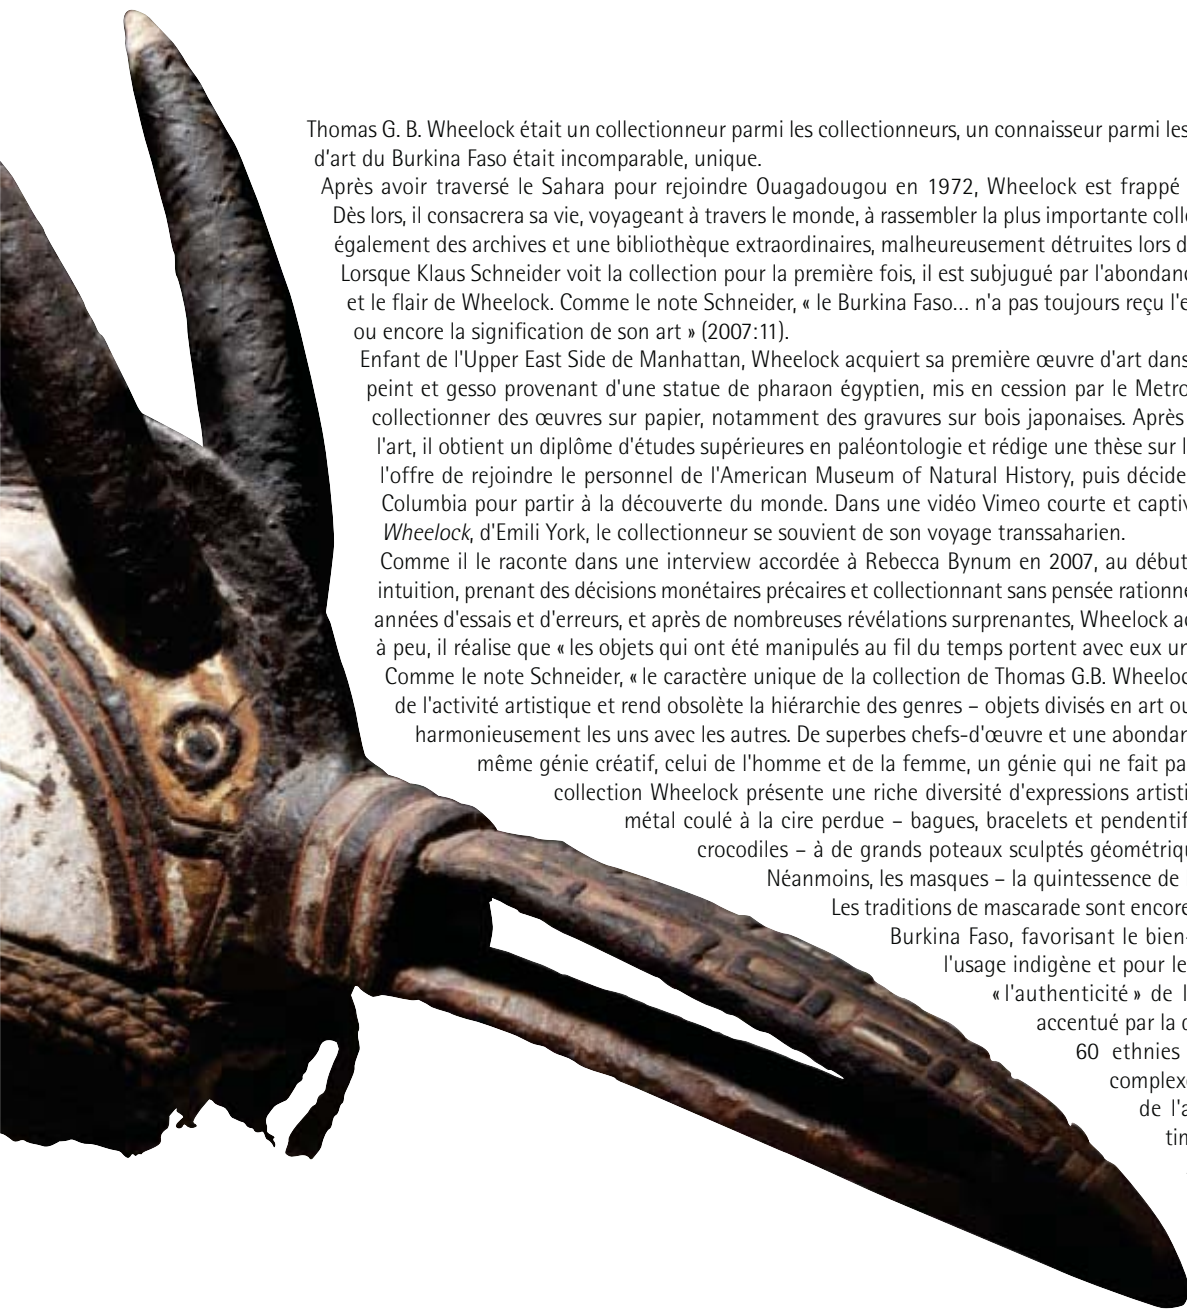 Thomas G. B. Wheelock était un collectionneur parmi les collectionneurs, un connaisseur parmi les
d'art du Burkina Faso était incomparable, unique.
Après avoir traversé le Sahara pour rejoindre Ouagadougou en 1972, Wheelock est frappé
Dès lors, il consacrera sa vie, voyageant à travers le monde, à rassembler la plus importante coll
également des archives et une bibliothèque extraordinaires, malheureusement détruites lors d
Lorsque Klaus Schneider voit la collection pour la première fois, il est subjugué par l'abondanc
et le flair de Wheelock. Comme le note Schneider, « le Burkina Faso... n'a pas toujours reçu l'e
ou encore la signification de son art » (2007:11).
Enfant de l'Upper East Side de Manhattan, Wheelock acquiert sa première œuvre d'art dans
peint et gesso provenant d'une statue de pharaon égyptien, mis en cession par le Metro
collectionner des œuvres sur papier, notamment des gravures sur bois japonaises. Après
l'art, il obtient un diplôme d'études supérieures en paléontologie et rédige une thèse sur l
l'offre de rejoindre le personnel de l'American Museum of Natural History, puis décide
Columbia pour partir à la découverte du monde. Dans une vidéo Vimeo courte et captiv
Wheelock, d'Emili York, le collectionneur se souvient de son voyage transsaharien.
Comme il le raconte dans une interview accordée à Rebecca Bynum en 2007, au début
intuition, prenant des décisions monétaires précaires et collectionnant sans pensée rationne
années d'essais et d'erreurs, et après de nombreuses révélations surprenantes, Wheelock a
à peu, il réalise que « les objets qui ont été manipulés au fil du temps portent avec eux un
Comme le note Schneider, « le caractère unique de la collection de Thomas G.B. Wheeloc
de l'activité artistique et rend obsolète la hiérarchie des genres – objets divisés en art ou
harmonieusement les uns avec les autres. De superbes chefs-d'œuvre et une abondan
même génie créatif, celui de l'homme et de la femme, un génie qui ne fait pa
collection Wheelock présente une riche diversité d'expressions artisti
métal coulé à la cire perdue – bagues, bracelets et pendentif
crocodiles – à de grands poteaux sculptés géométriqu
Néanmoins, les masques – la quintessence de
Les traditions de mascarade sont encore
Burkina Faso, favorisant le bien-
l'usage indigène et pour le
« l'authenticité » de l
accentué par la
60 ethnies
complex
de l'a
tin